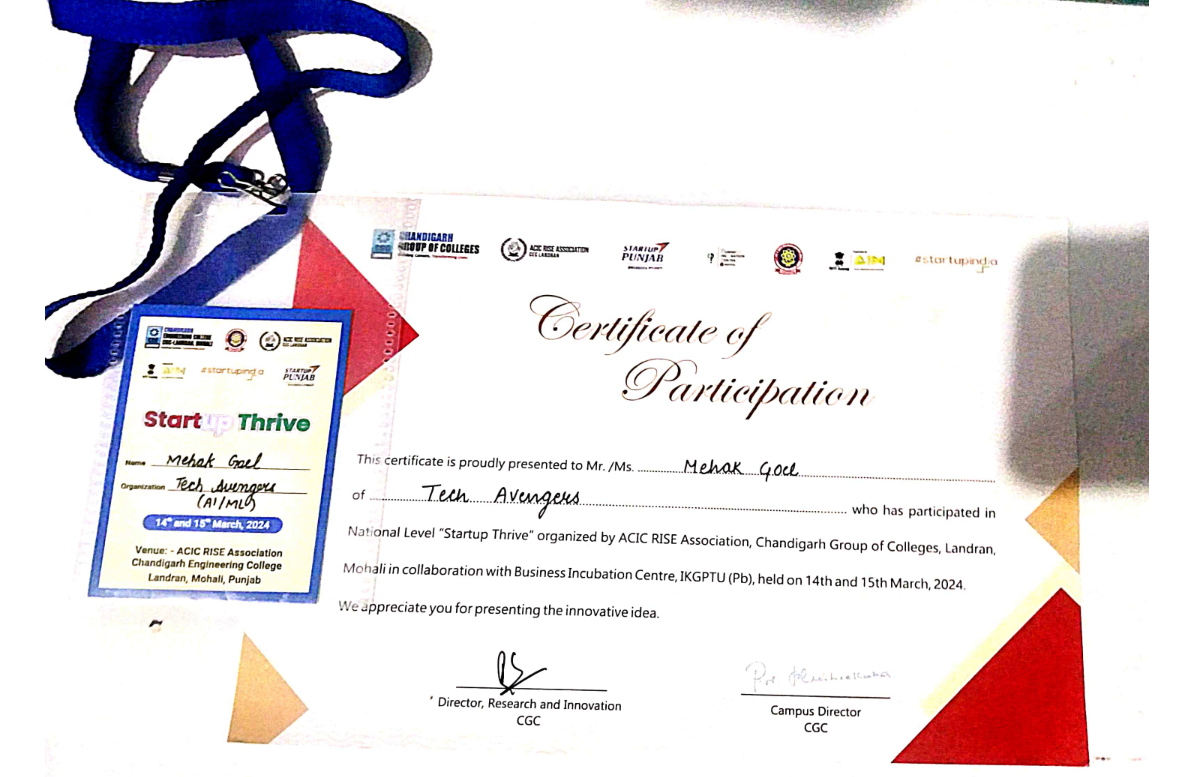 CHANDIGARH
GROUP OF COLLEGES
ACIC RISE ASSOCIATION
CGC LANDRAN
STARTUP
PUNJAB
AIM
#startupindia
Certificate of
Participation
This certificate is proudly presented to Mr. /Ms. Mehak Goel
of Tech Avengers who has participated in
National Level “Startup Thrive” organized by ACIC RISE Association, Chandigarh Group of Colleges, Landran,
Mohali in collaboration with Business Incubation Centre, IKGPTU (Pb), held on 14th and 15th March, 2024.
We appreciate you for presenting the innovative idea.
Director, Research and Innovation
CGC
Campus Director
CGC
CHANDIGARH
ENGINEERING COLLEGE
CGC-LANDRAN, MOHALI
ACIC RISE ASSOCIATION
CGC LANDRAN
AIM
#startupindia
STARTUP
PUNJAB
Startup Thrive
Name Mehak Goel
Organization Tech Avengers
(AI/ML)
14th and 15th March, 2024
Venue: - ACIC RISE Association
Chandigarh Engineering College
Landran, Mohali, Punjab